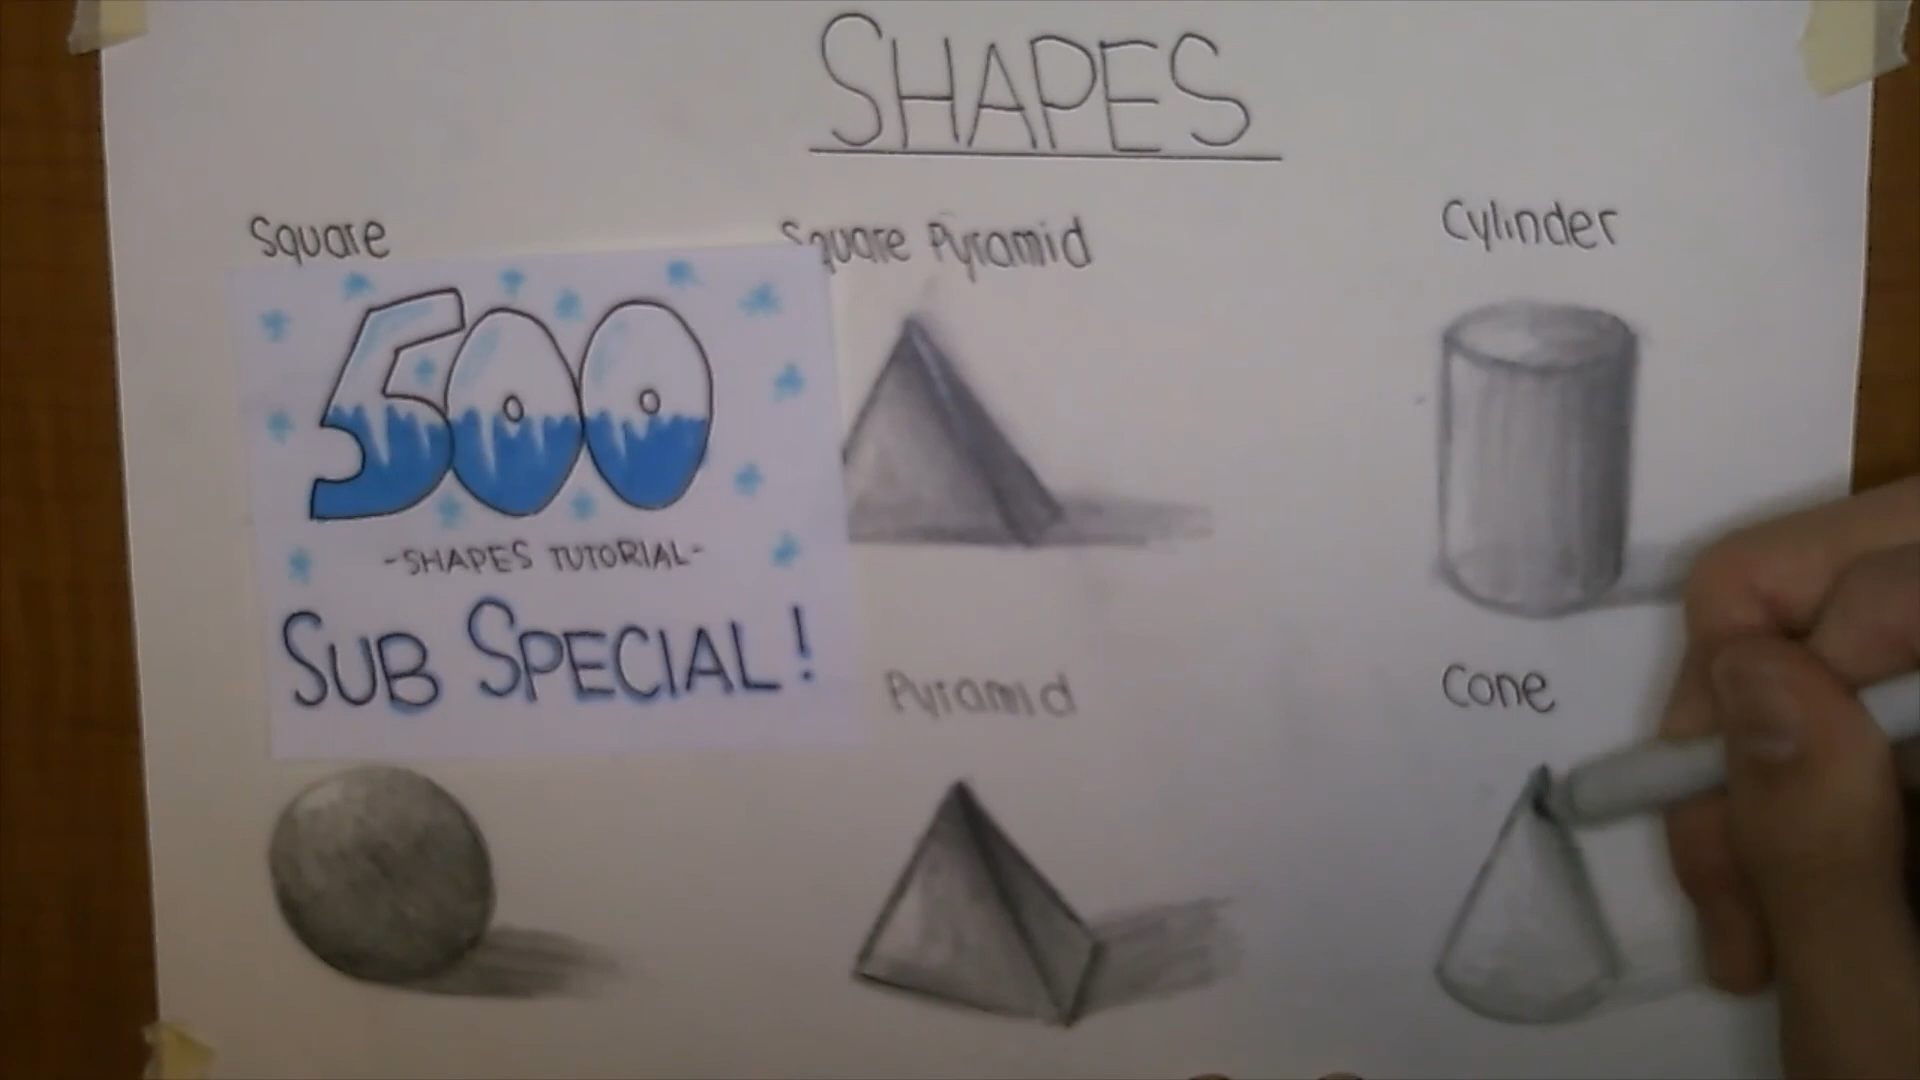 SHAPES
Square
Square Pyramid
Cylinder
500
-SHAPES TUTORIAL-
SUB SPECIAL!
Pyramid
Cone